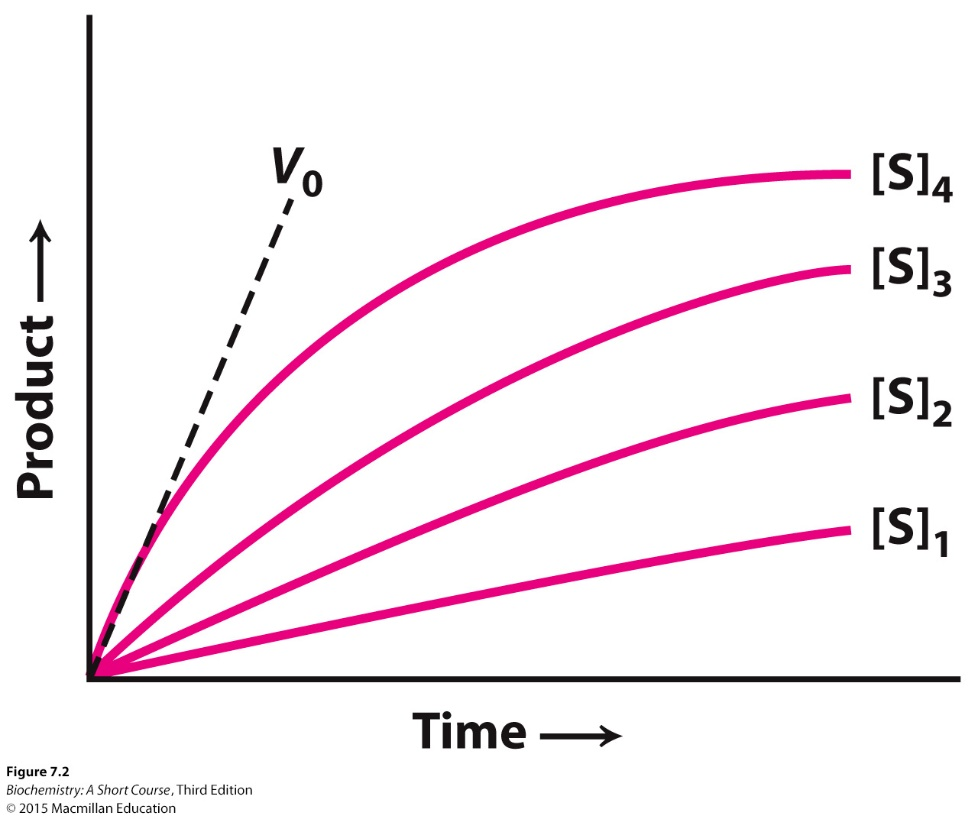 V₀
[S]₄
[S]₃
[S]₂
[S]₁
Product →
Time →
Figure 7.2
Biochemistry: A Short Course, Third Edition
© 2015 Macmillan Education